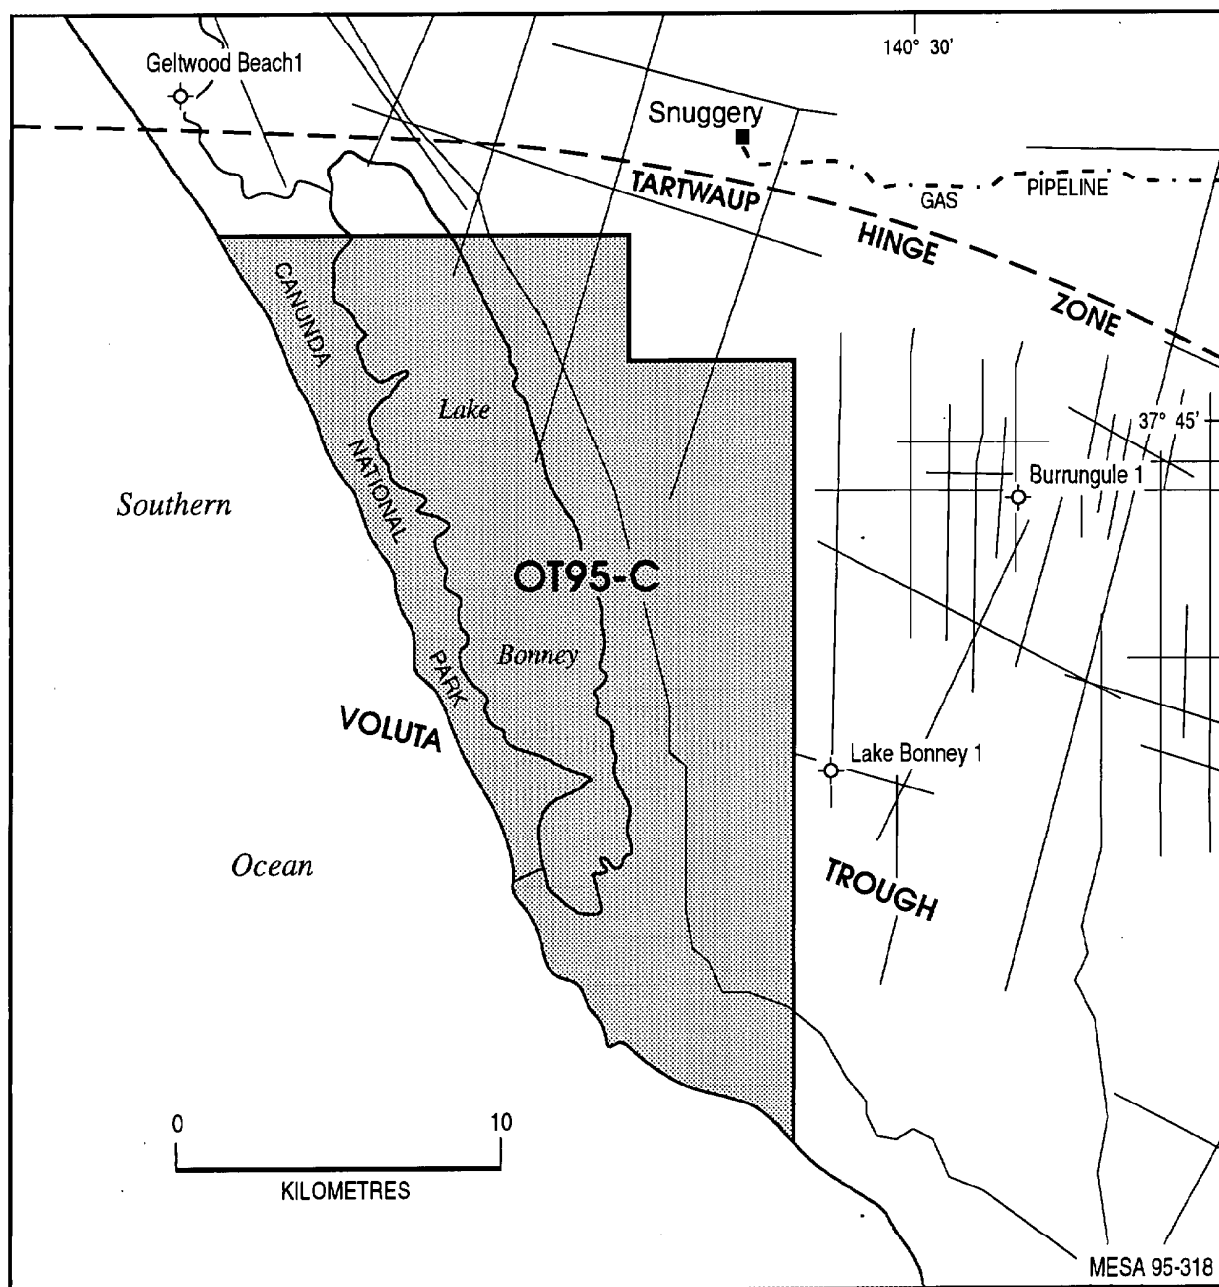 140° 30'
Geltwood Beach1
Snuggery
TARTWAUP
GAS
PIPELINE
HINGE
ZONE
CANUNDA
Lake
37° 45'
NATIONAL
Burrungule 1
Southern
OT95-C
Bonney
PARK
VOLUTA
Lake Bonney 1
Ocean
TROUGH
0
10
KILOMETRES
MESA 95-318